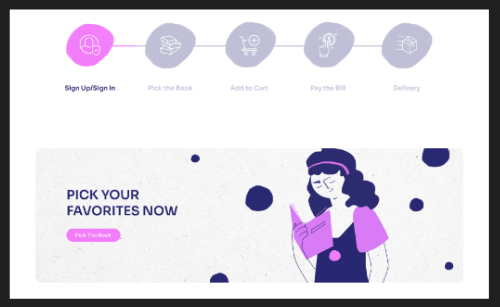 Sign Up/Sign In
Pick the Book
Add to Cart
Pay the Bill
Delivery
PICK YOUR
FAVORITES NOW
Pick The Book